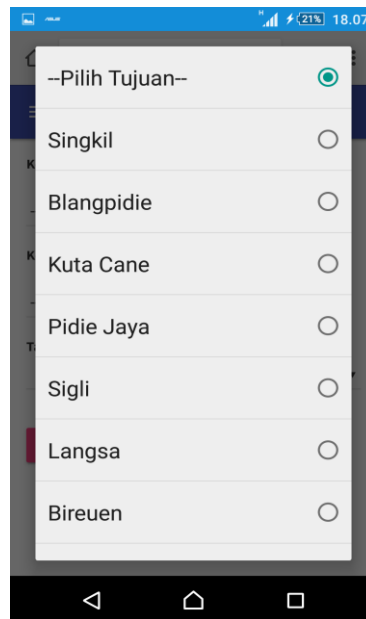 H 21% 18.07
--Pilih Tujuan--
Singkil
Blangpidie
K
Kuta Cane
K
Pidie Jaya
T
Sigli
Langsa
Bireuen